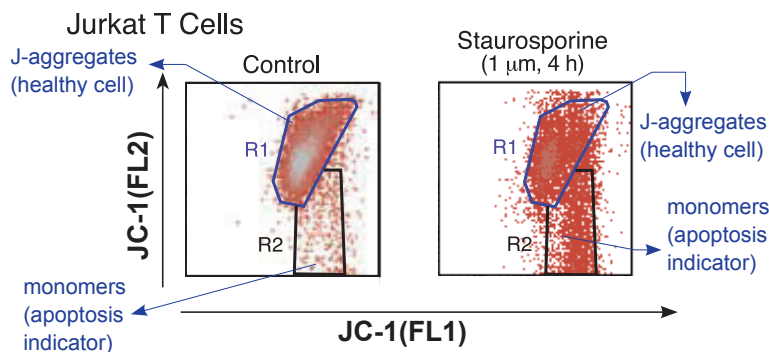 Jurkat T Cells
J-aggregates
(healthy cell)
Control
R1
R2
JC-1(FL2)
monomers
(apoptosis
indicator)
Staurosporine
(1 μm, 4 h)
R1
R2
J-aggregates
(healthy cell)
monomers
(apoptosis
indicator)
JC-1(FL1)